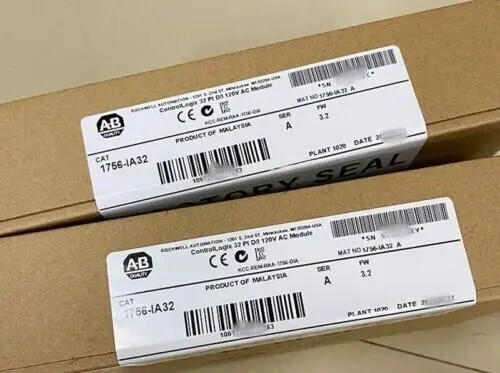 ROCKWELL AUTOMATION - 1201 S. 2nd ST. Milwaukee, WI 53204-USA
ControlLogix 32 Pt D/I 120V AC Module
KCC-REM-RAA-1756-DIA
PRODUCT OF MALAYSIA
AB
QUALITY
CAT
1756-IA32
*SN
MAT NO 1756-IA32 A
SER
A
FW
3.2
PLANT 1020 DATE
SEAL
ROCKWELL AUTOMATION - 1201 S. 2nd ST. Milwaukee, WI 53204-USA
ControlLogix 32 Pt D/I 120V AC Module
KCC-REM-RAA-1756-DIA
PRODUCT OF MALAYSIA
AB
QUALITY
CAT
1756-IA32
*SN
MAT NO 1756-IA32 A
SER
A
FW
3.2
PLANT 1020 DATE